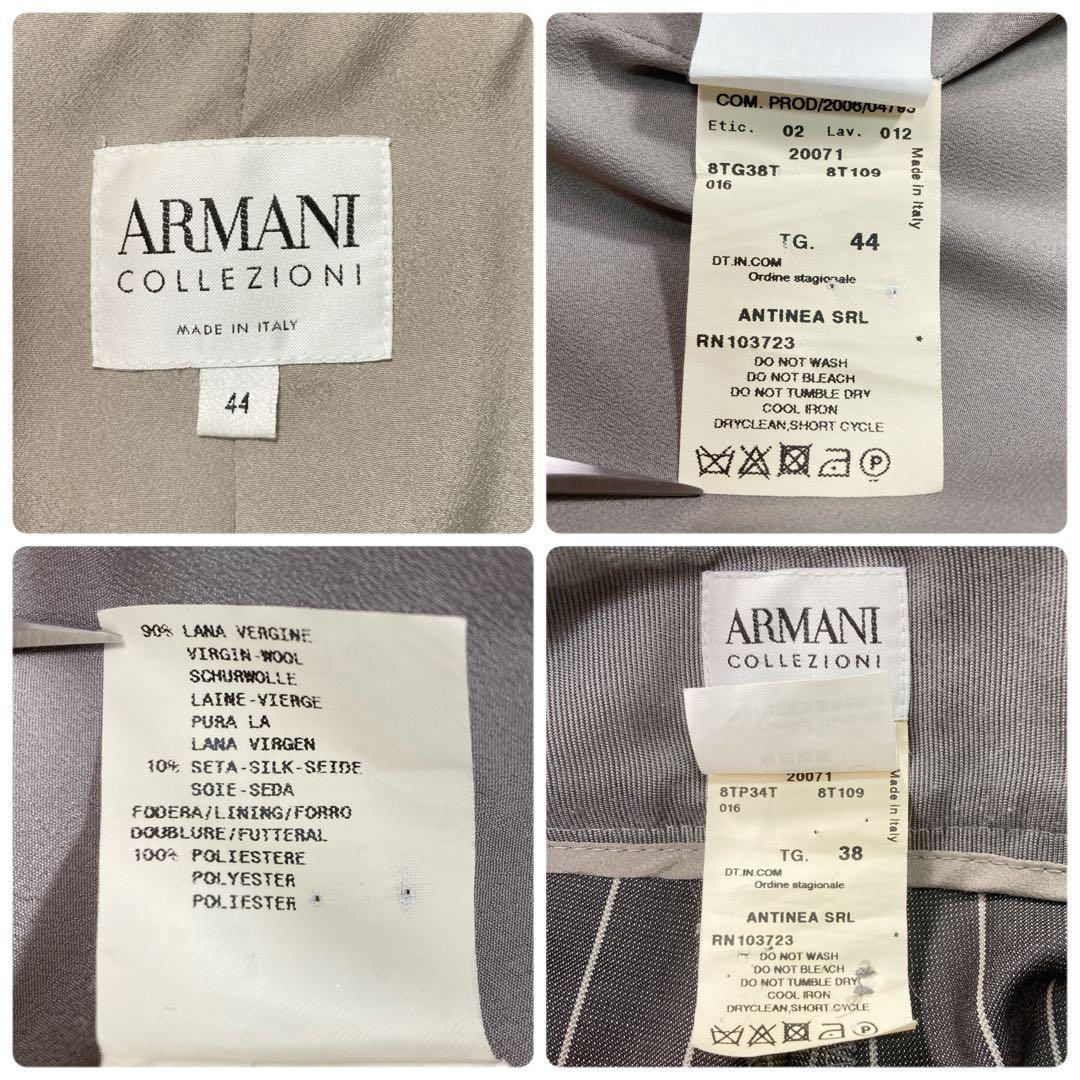 ARMANI
COLLEZIONI
MADE IN ITALY
44
COM. PROD/2006/04793
Etic. 02 Lav. 012
20071
8TG38T 8T109
016
Made in Italy
TG. 44
DT.IN.COM
Ordine stagionale
ANTINEA SRL
RN103723 *
DO NOT WASH
DO NOT BLEACH
DO NOT TUMBLE DRY
COOL IRON
DRYCLEAN,SHORT CYCLE
P
90% LANA VERGINE
VIRGIN-WOOL
SCHURWOLLE
LAINE-VIERGE
PURA LA
LANA VIRGEN
10% SETA-SILK-SEIDE
SOIE-SEDA
FODERA/LINING/FORRO
DOUBLURE/FUTTERAL
100% POLIESTERE
POLYESTER
POLIESTER
ARMANI
COLLEZIONI
20071
8TP34T 8T109
016
Made in Italy
TG. 38
DT.IN.COM
Ordine stagionale
ANTINEA SRL
RN103723 *
DO NOT WASH
DO NOT BLEACH
DO NOT TUMBLE DRY
COOL IRON
DRYCLEAN,SHORT CYCLE
P